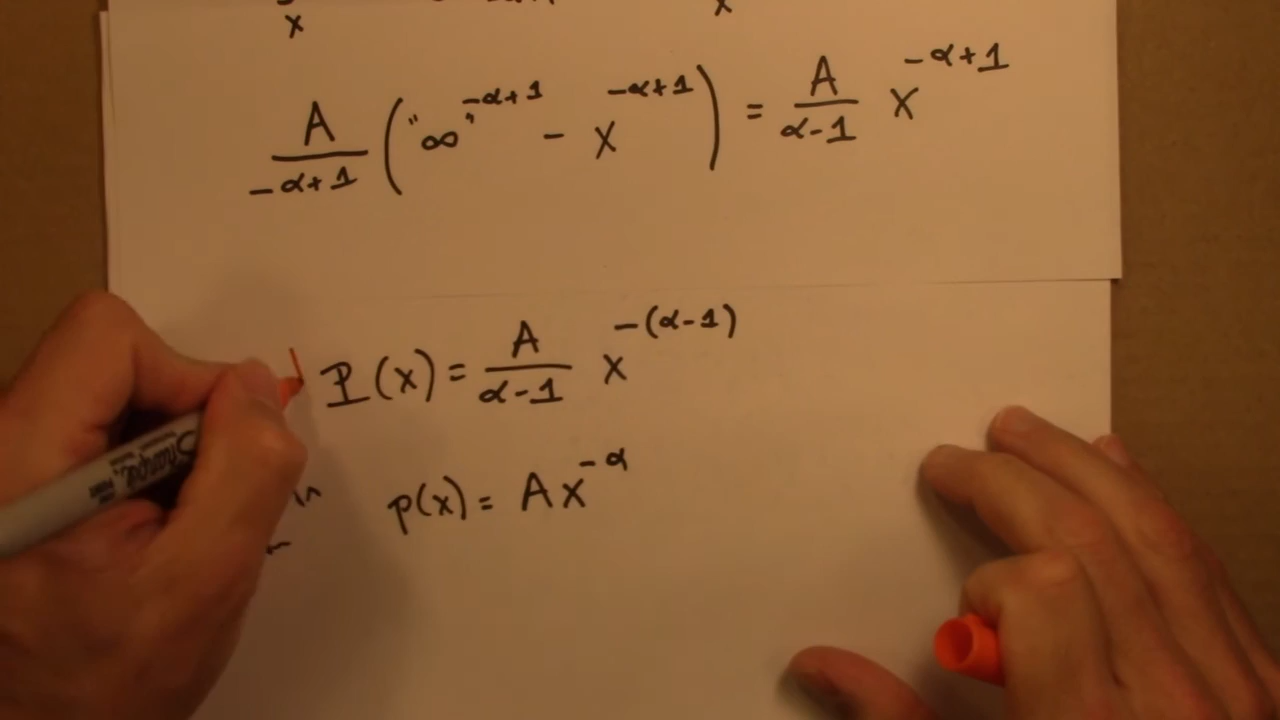 x x
A/(-α+1) ("∞"^(-α+1) - x^(-α+1)) = A/(α-1) x^(-α+1)
P(x) = A/(α-1) x^(-(α-1))
p(x) = Ax^(-α)
Sharpie